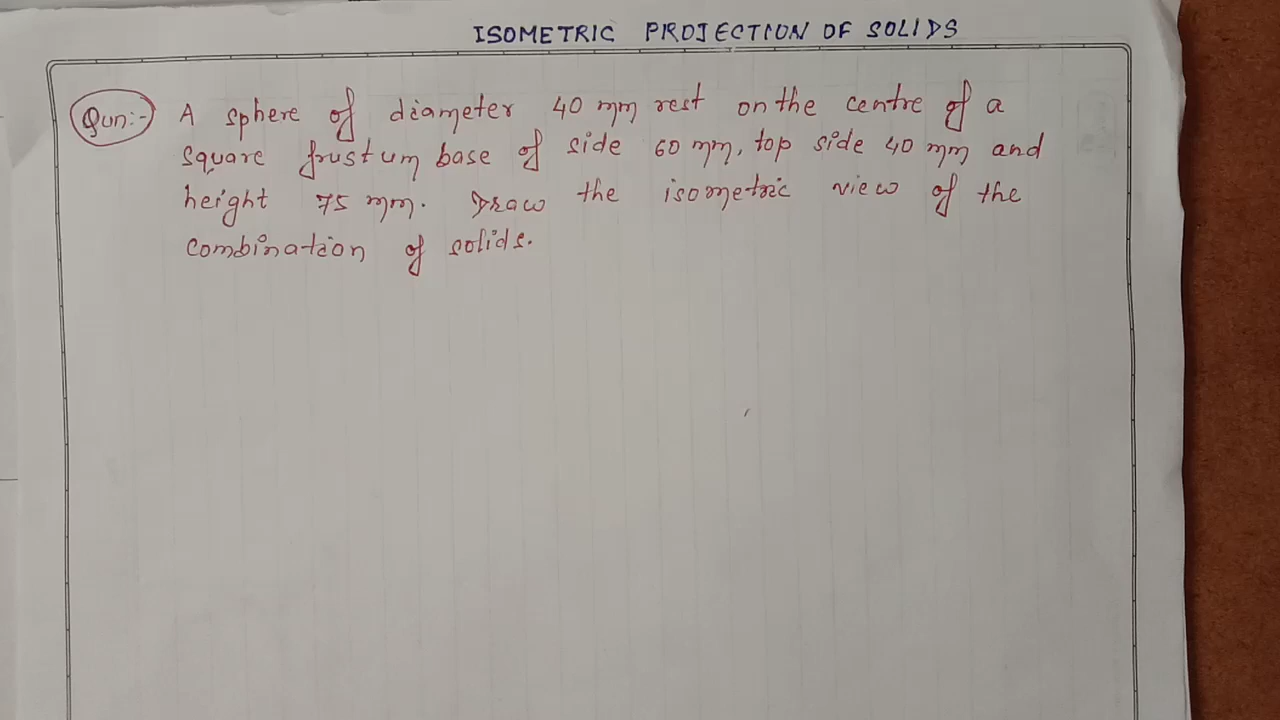 ISOMETRIC PROJECTION OF SOLIDS
Qun:- A sphere of diameter 40 mm rest on the centre of a
square frustum base of side 60 mm, top side 40 mm and
height 75 mm. Draw the isometric view of the
combination of solids.